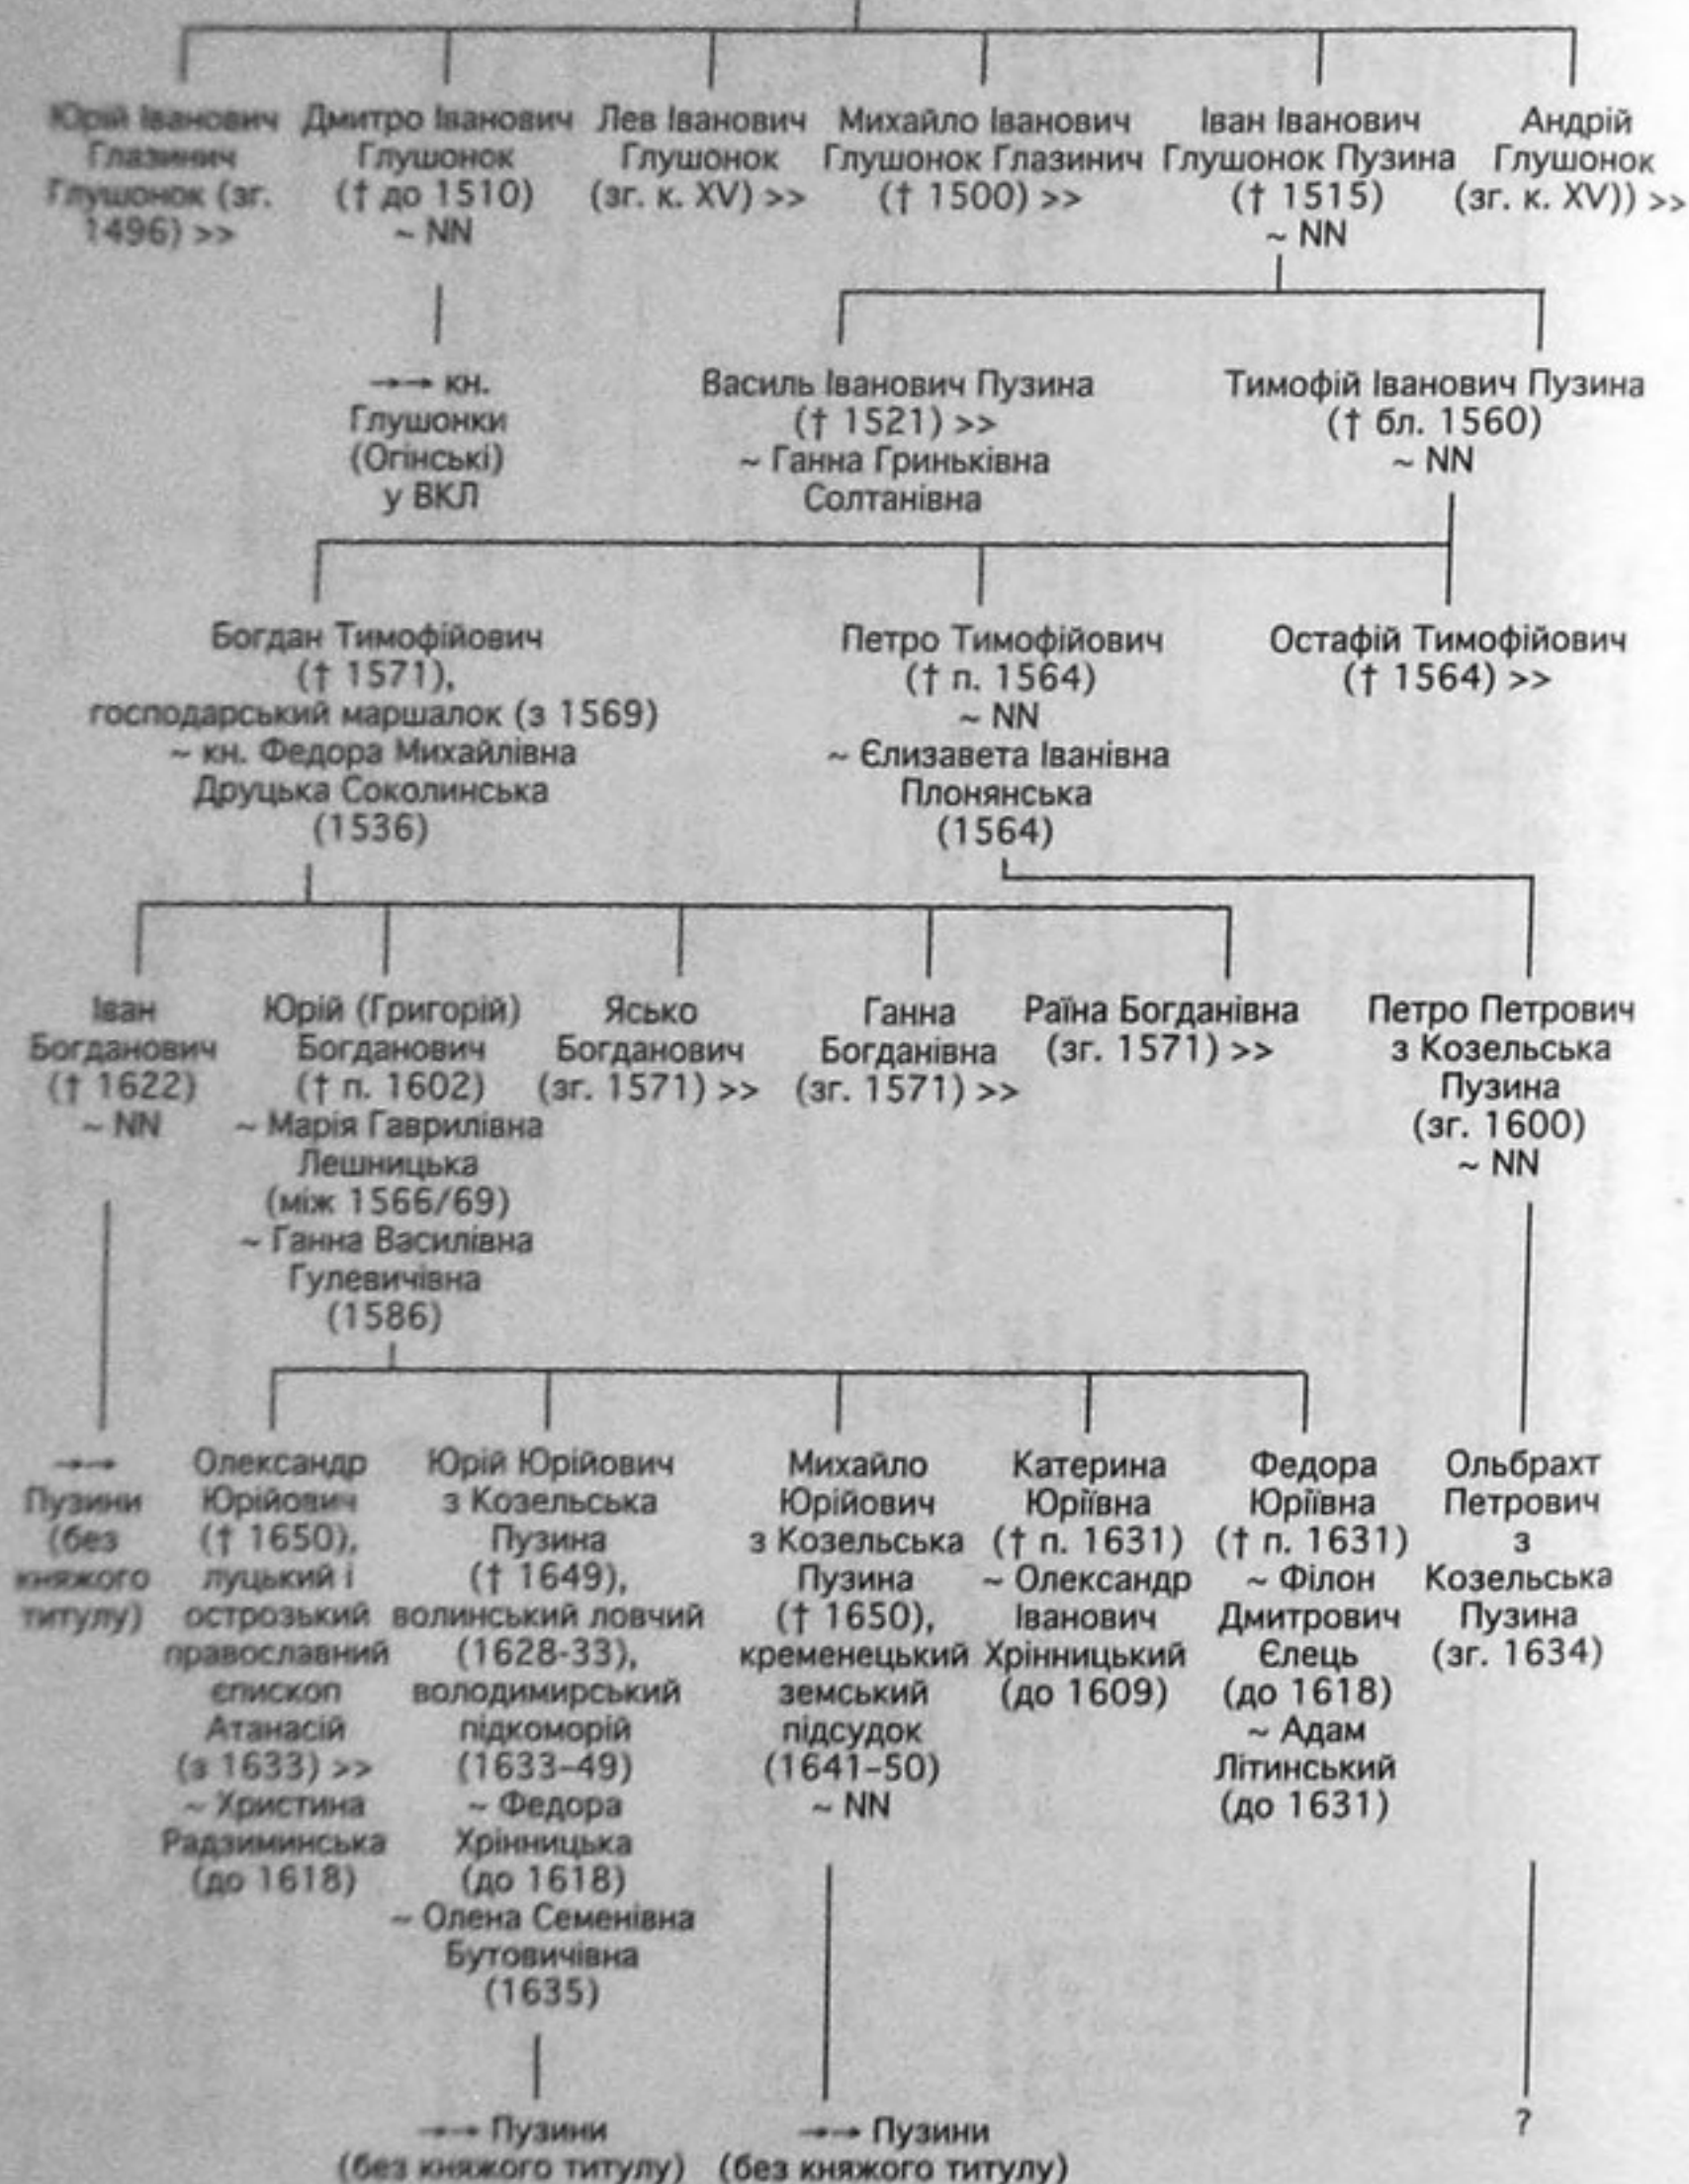 Юрій Іванович
Глазинич
Глушонок (зг.
1496) >>
Дмитро Іванович
Глушонок
(† до 1510)
~ NN
Лев Іванович
Глушонок
(зг. к. XV) >>
Михайло Іванович
Глушонок Глазинич
(† 1500) >>
Іван Іванович
Глушонок Пузина
(† 1515)
~ NN
Андрій
Глушонок
(зг. к. XV)) >>
→→ кн.
Глушонки
(Огінські)
у ВКЛ
Василь Іванович Пузина
(† 1521) >>
~ Ганна Гриньківна
Солтанівна
Тимофій Іванович Пузина
(† бл. 1560)
~ NN
Богдан Тимофійович
(† 1571),
господарський маршалок (з 1569)
~ кн. Федора Михайлівна
Друцька Соколинська
(1536)
Петро Тимофійович
(† п. 1564)
~ NN
~ Єлизавета Іванівна
Плонянська
(1564)
Остафій Тимофійович
(† 1564) >>
Іван
Богданович
(† 1622)
~ NN
Юрій (Григорій)
Богданович
(† п. 1602)
~ Марія Гаврилівна
Лешницька
(між 1566/69)
~ Ганна Василівна
Гулевичівна
(1586)
Ясько
Богданович
(зг. 1571) >>
Ганна
Богданівна
(зг. 1571) >>
Раїна Богданівна
(зг. 1571) >>
Петро Петрович
з Козельська
Пузина
(зг. 1600)
~ NN
→→
Пузини
(без
княжого
титулу)
Олександр
Юрійович
(† 1650),
луцький і
острозький
православний
єпископ
Атанасій
(з 1633) >>
~ Христина
Радзиминська
(до 1618)
Юрій Юрійович
з Козельська
Пузина
(† 1649),
волинський ловчий
(1628-33),
володимирський
підкоморій
(1633–49)
~ Федора
Хрінницька
(до 1618)
~ Олена Семенівна
Бутовичівна
(1635)
Михайло
Юрійович
з Козельська
Пузина
(† 1650),
кременецький
земський
підсудок
(1641–50)
~ NN
Катерина
Юріївна
(† п. 1631)
~ Олександр
Іванович
Хрінницький
(до 1609)
Федора
Юріївна
(† п. 1631)
~ Філон
Дмитрович
Єлець
(до 1618)
~ Адам
Літинський
(до 1631)
Ольбрахт
Петрович
з
Козельська
Пузина
(зг. 1634)
→→ Пузини
(без княжого титулу)
→→ Пузини
(без княжого титулу)
?